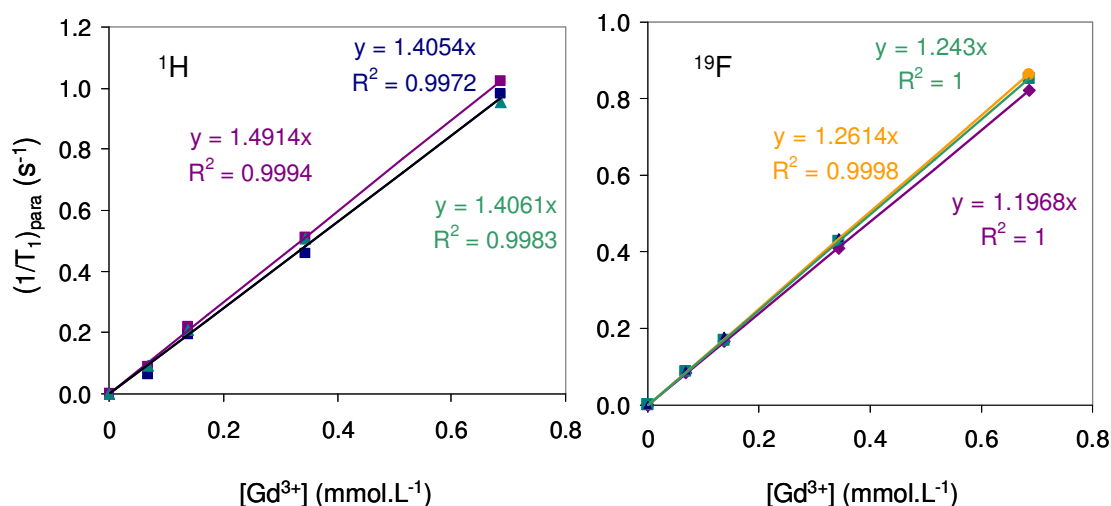 1.2
1.0
0.8
0.6
0.4
0.2
0.0
(1/T₁)para (s⁻¹)
¹H
y = 1.4054x
R² = 0.9972
y = 1.4914x
R² = 0.9994
y = 1.4061x
R² = 0.9983
0 0.2 0.4 0.6 0.8
[Gd³⁺] (mmol.L⁻¹)
1.0
0.8
0.6
0.4
0.2
0.0
¹⁹F
y = 1.243x
R² = 1
y = 1.2614x
R² = 0.9998
y = 1.1968x
R² = 1
0 0.2 0.4 0.6 0.8
[Gd³⁺] (mmol.L⁻¹)